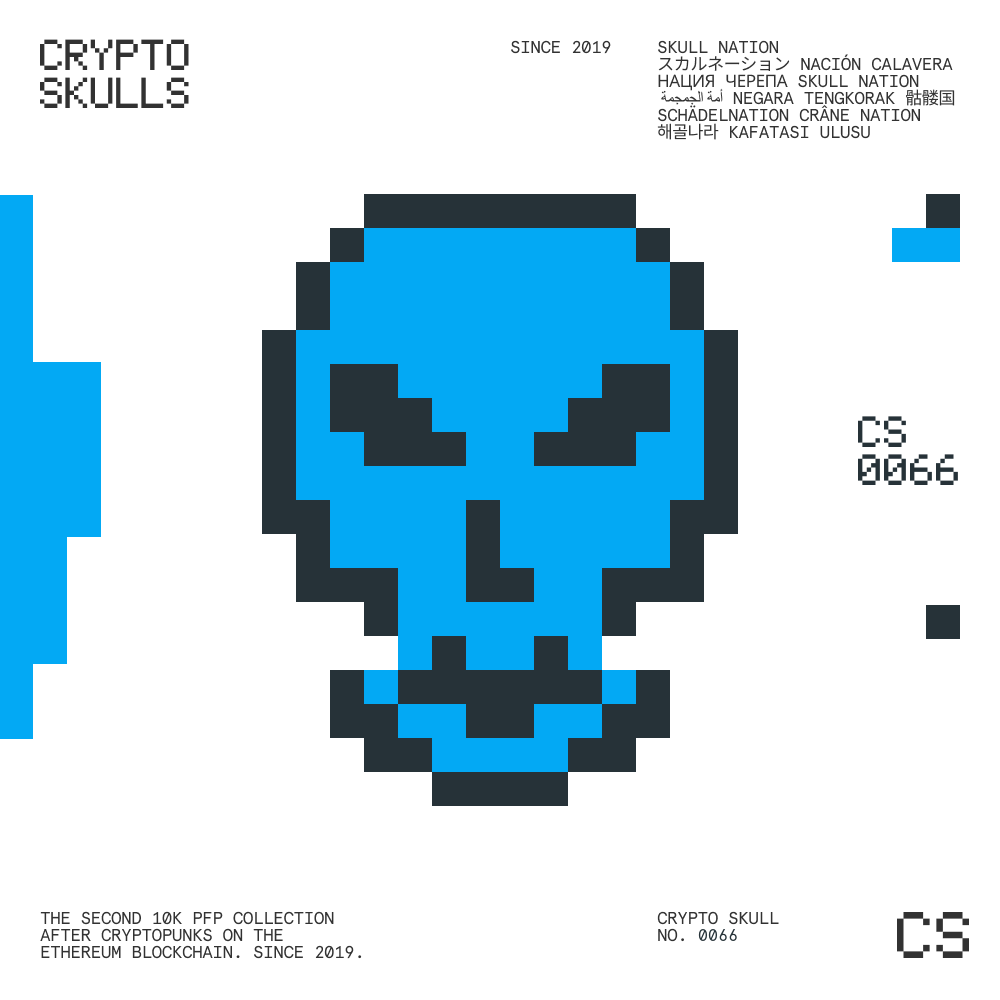 CRYPTO
SKULLS
SINCE 2019
SKULL NATION
スカルネーション NACIÓN CALAVERA
НАЦИЯ ЧЕРЕПА SKULL NATION
أمة الجمجمة NEGARA TENGKORAK 骷髅国
SCHÄDELNATION CRÂNE NATION
해골나라 KAFATASI ULUSU
CS
0066
THE SECOND 10K PFP COLLECTION
AFTER CRYPTOPUNKS ON THE
ETHEREUM BLOCKCHAIN. SINCE 2019.
CRYPTO SKULL
NO. 0066
CS